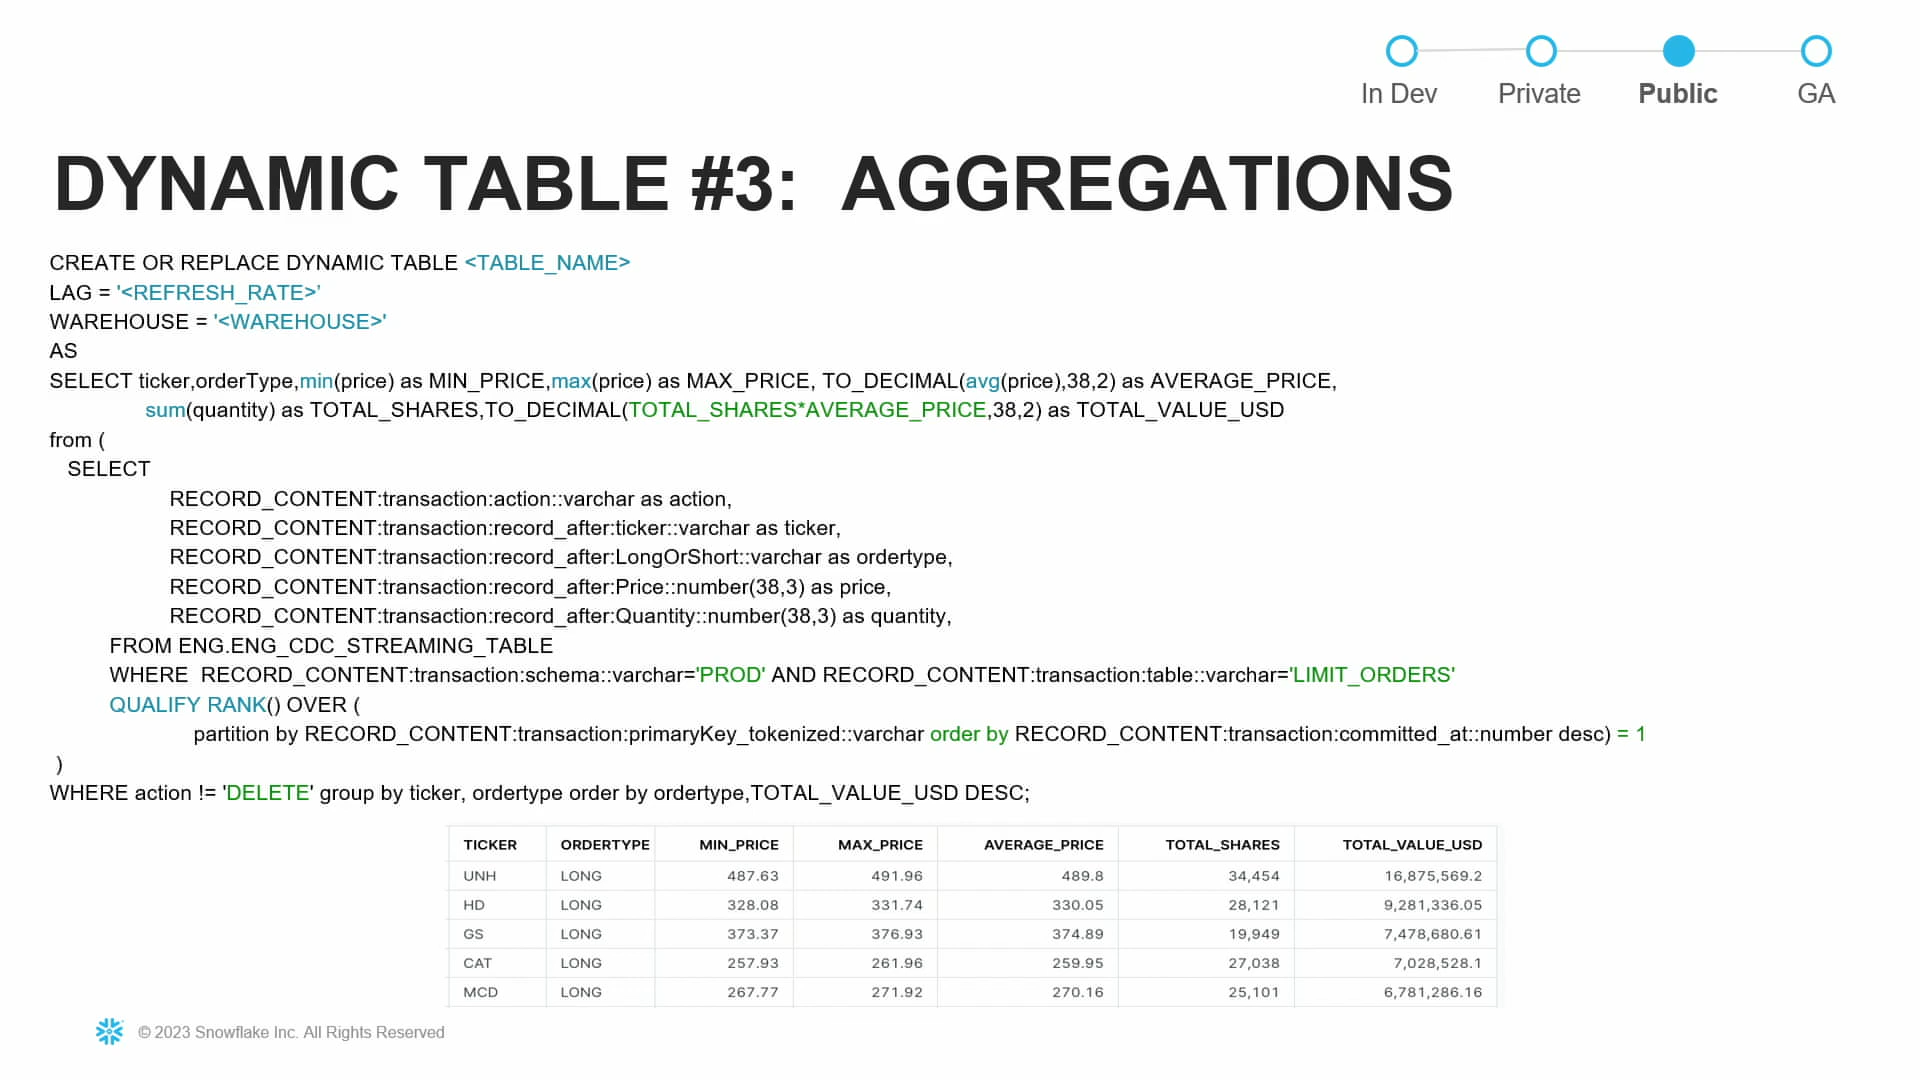 In Dev Private Public GA
DYNAMIC TABLE #3:  AGGREGATIONS
CREATE OR REPLACE DYNAMIC TABLE <TABLE_NAME>
LAG = '<REFRESH_RATE>’
WAREHOUSE = '<WAREHOUSE>'
AS
SELECT ticker,orderType,min(price) as MIN_PRICE,max(price) as MAX_PRICE, TO_DECIMAL(avg(price),38,2) as AVERAGE_PRICE,
sum(quantity) as TOTAL_SHARES,TO_DECIMAL(TOTAL_SHARES*AVERAGE_PRICE,38,2) as TOTAL_VALUE_USD
from (
SELECT
RECORD_CONTENT:transaction:action::varchar as action,
RECORD_CONTENT:transaction:record_after:ticker::varchar as ticker,
RECORD_CONTENT:transaction:record_after:LongOrShort::varchar as ordertype,
RECORD_CONTENT:transaction:record_after:Price::number(38,3) as price,
RECORD_CONTENT:transaction:record_after:Quantity::number(38,3) as quantity,
FROM ENG.ENG_CDC_STREAMING_TABLE
WHERE  RECORD_CONTENT:transaction:schema::varchar='PROD' AND RECORD_CONTENT:transaction:table::varchar='LIMIT_ORDERS'
QUALIFY RANK() OVER (
partition by RECORD_CONTENT:transaction:primaryKey_tokenized::varchar order by RECORD_CONTENT:transaction:committed_at::number desc) = 1
)
WHERE action != 'DELETE' group by ticker, ordertype order by ordertype,TOTAL_VALUE_USD DESC;
TICKER ORDERTYPE MIN_PRICE MAX_PRICE AVERAGE_PRICE TOTAL_SHARES TOTAL_VALUE_USD
UNH LONG 487.63 491.96 489.8 34,454 16,875,569.2
HD LONG 328.08 331.74 330.05 28,121 9,281,336.05
GS LONG 373.37 376.93 374.89 19,949 7,478,680.61
CAT LONG 257.93 261.96 259.95 27,038 7,028,528.1
MCD LONG 267.77 271.92 270.16 25,101 6,781,286.16
© 2023 Snowflake Inc. All Rights Reserved